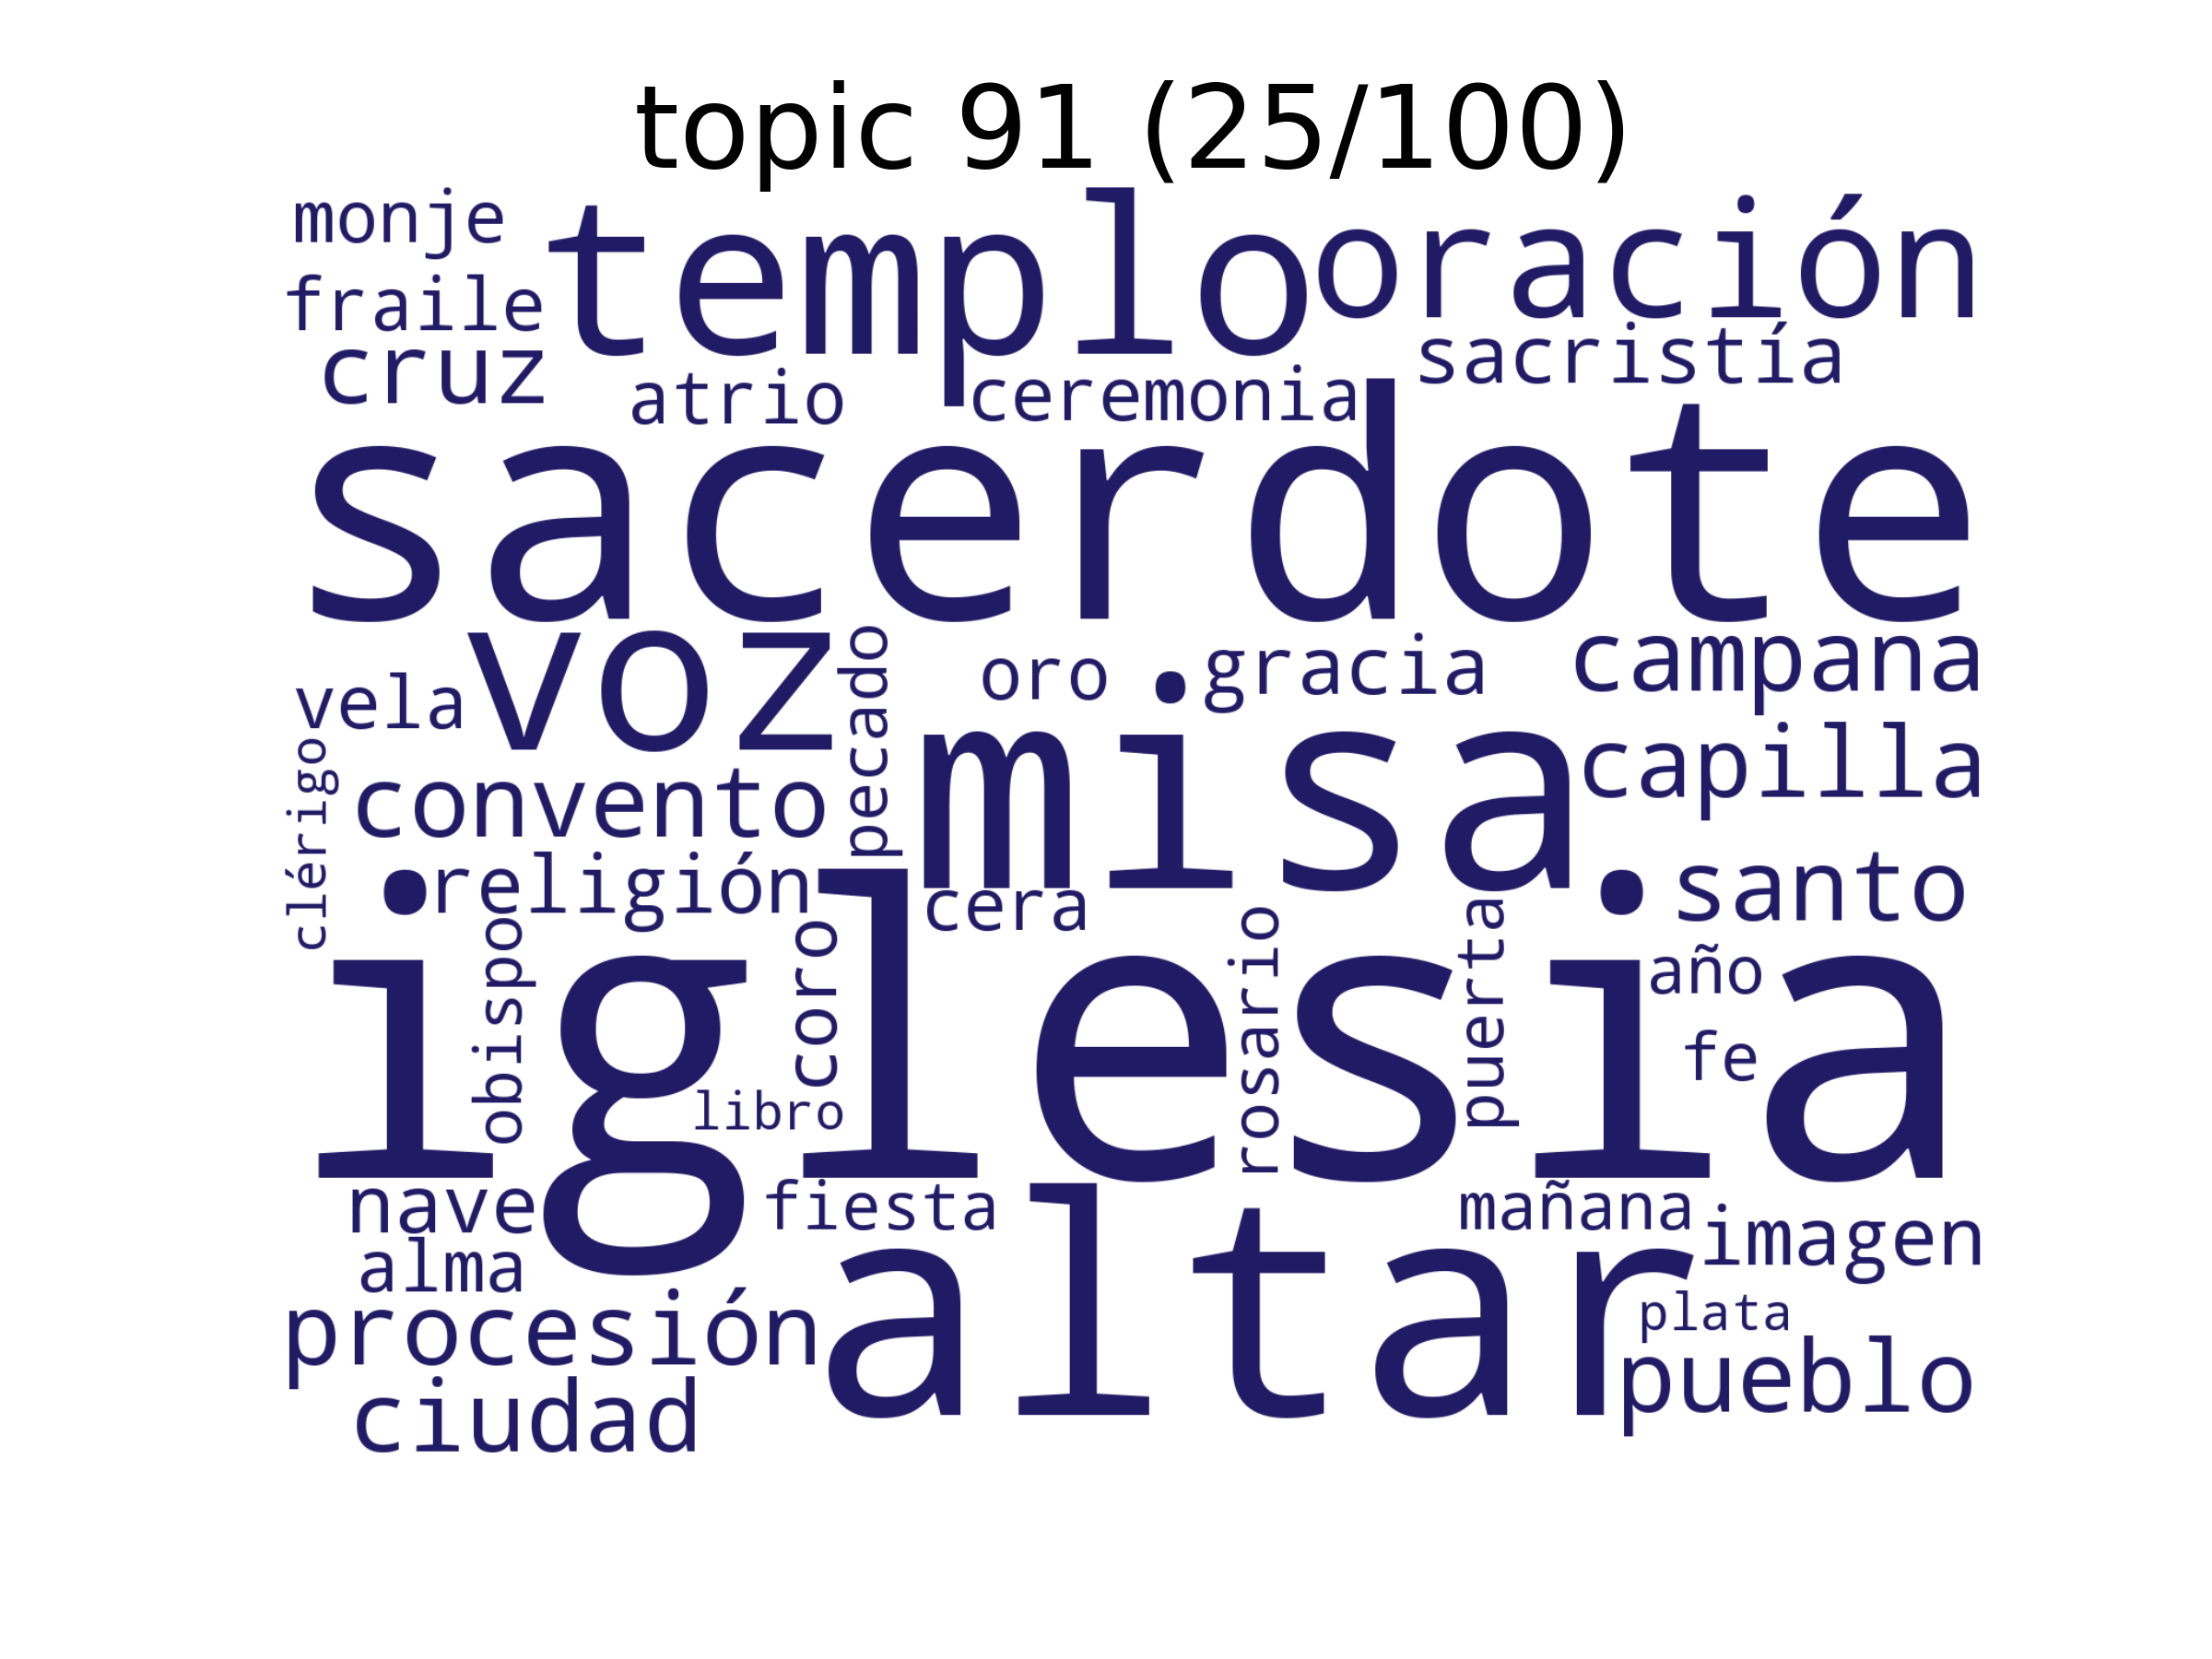 topic 91 (25/100)
monje
templo
oración
fraile
cruz
atrio
ceremonia
sacristía
sacerdote
voz
pecado
oro
gracia
campana
vela
misa
capilla
clérigo
convento
religión
cera
santo
iglesia
obispo
coro
libro
rosario
puerta
año
fe
nave
fiesta
mañana
imagen
alma
altar
procesión
plata
pueblo
ciudad